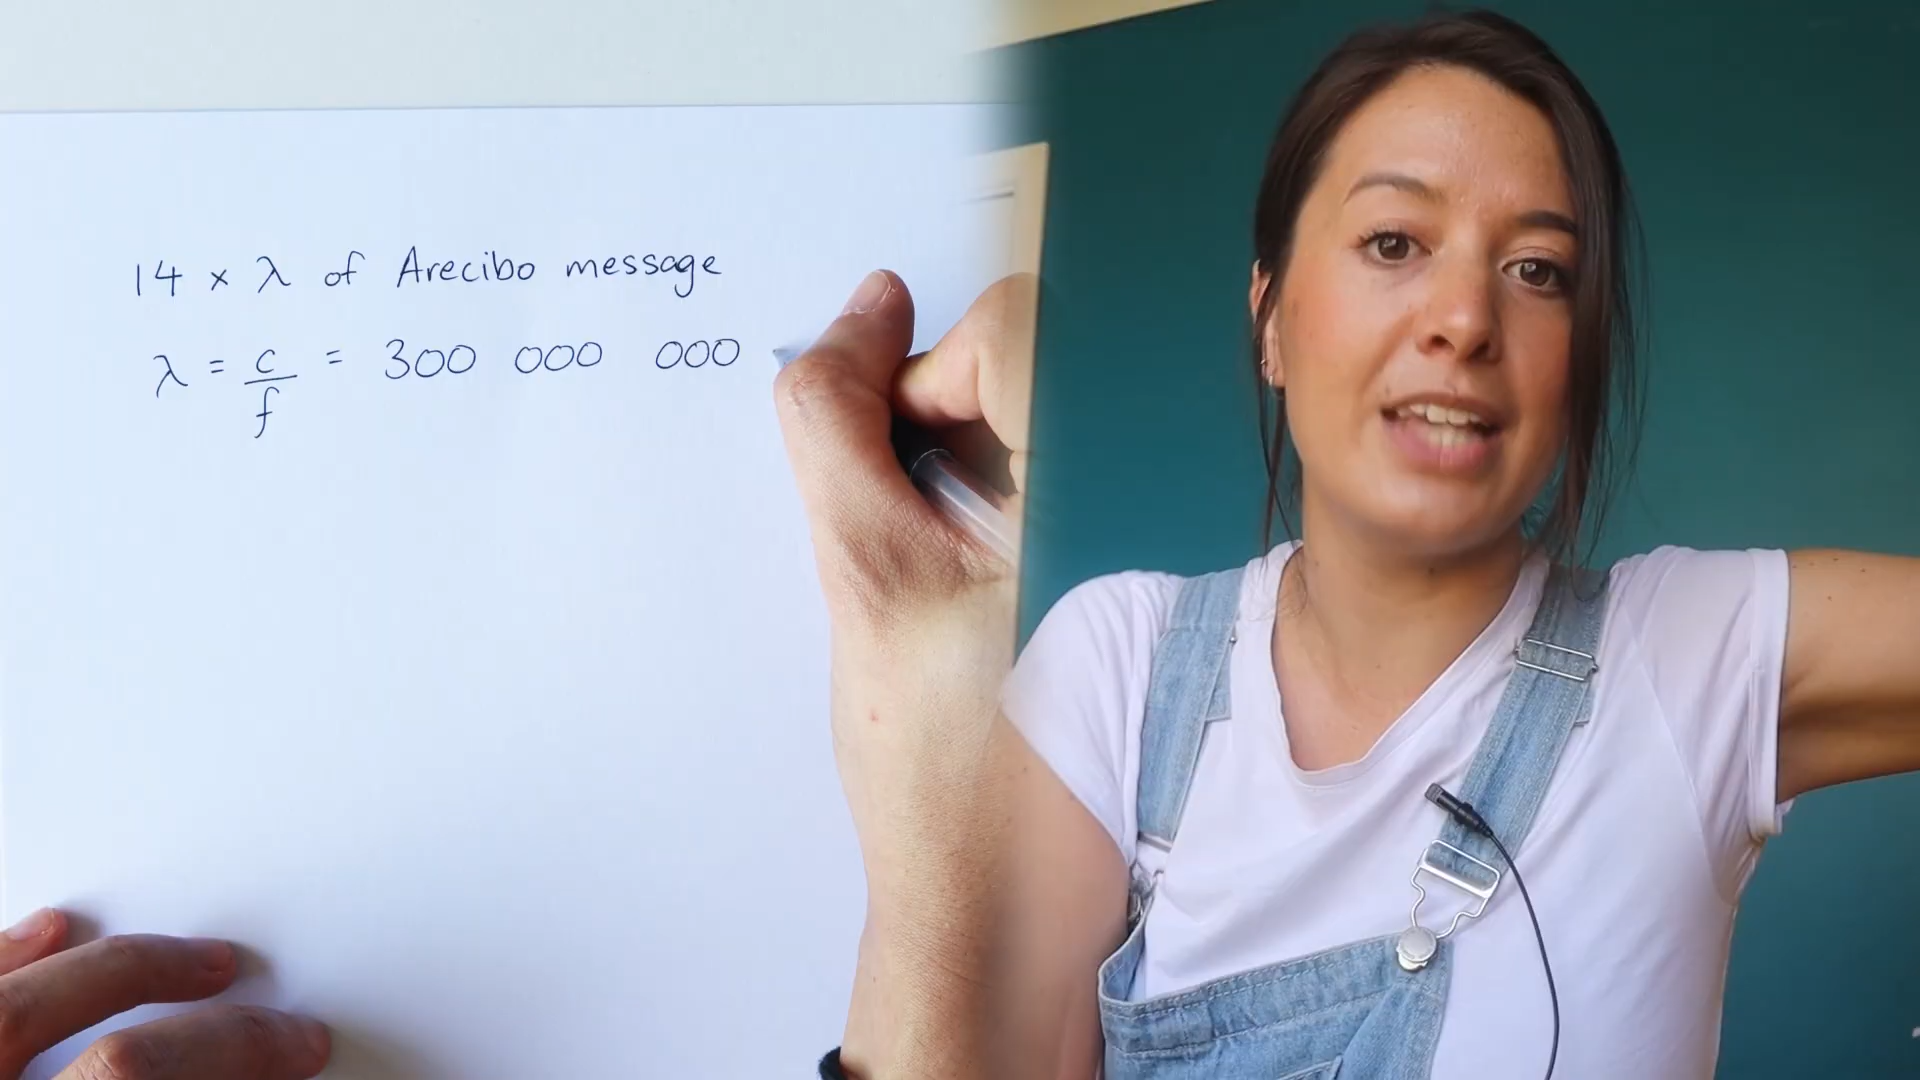 14 × λ of Arecibo message
λ = c/f = 300 000 000